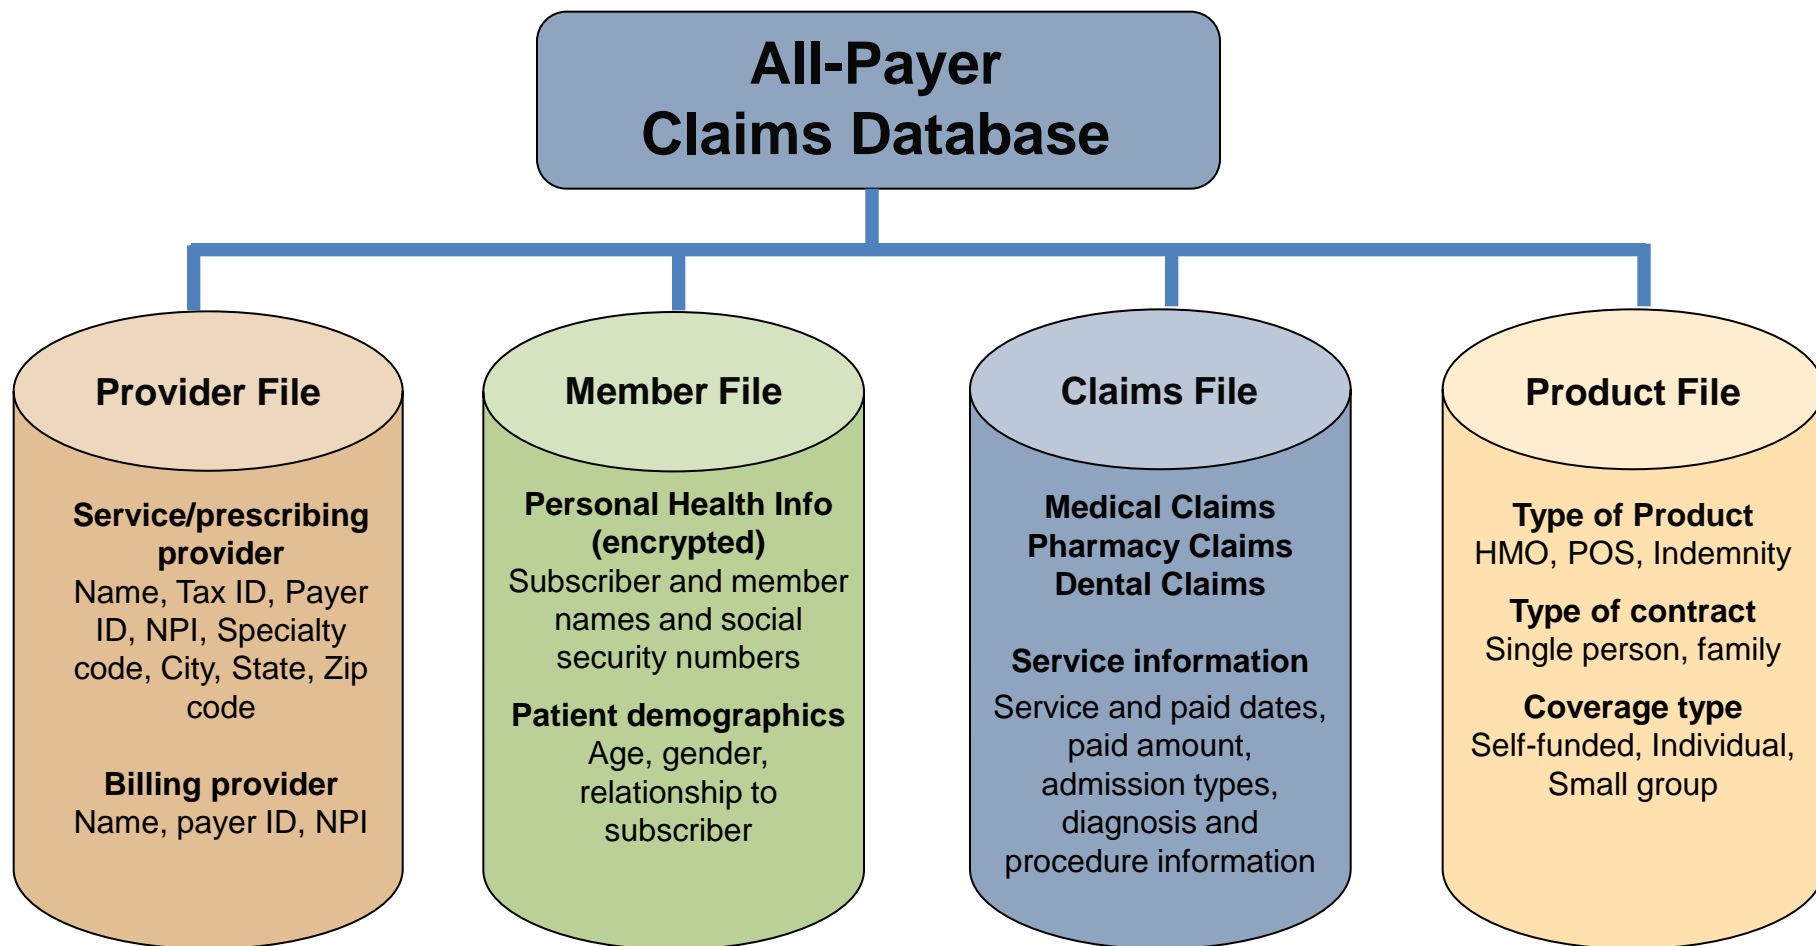 All-Payer
Claims Database
Provider File
Service/prescribing
provider
Name, Tax ID, Payer
ID, NPI, Specialty
code, City, State, Zip
code
Billing provider
Name, payer ID, NPI
Member File
Personal Health Info
(encrypted)
Subscriber and member
names and social
security numbers
Patient demographics
Age, gender,
relationship to
subscriber
Claims File
Medical Claims
Pharmacy Claims
Dental Claims
Service information
Service and paid dates,
paid amount,
admission types,
diagnosis and
procedure information
Product File
Type of Product
HMO, POS, Indemnity
Type of contract
Single person, family
Coverage type
Self-funded, Individual,
Small group